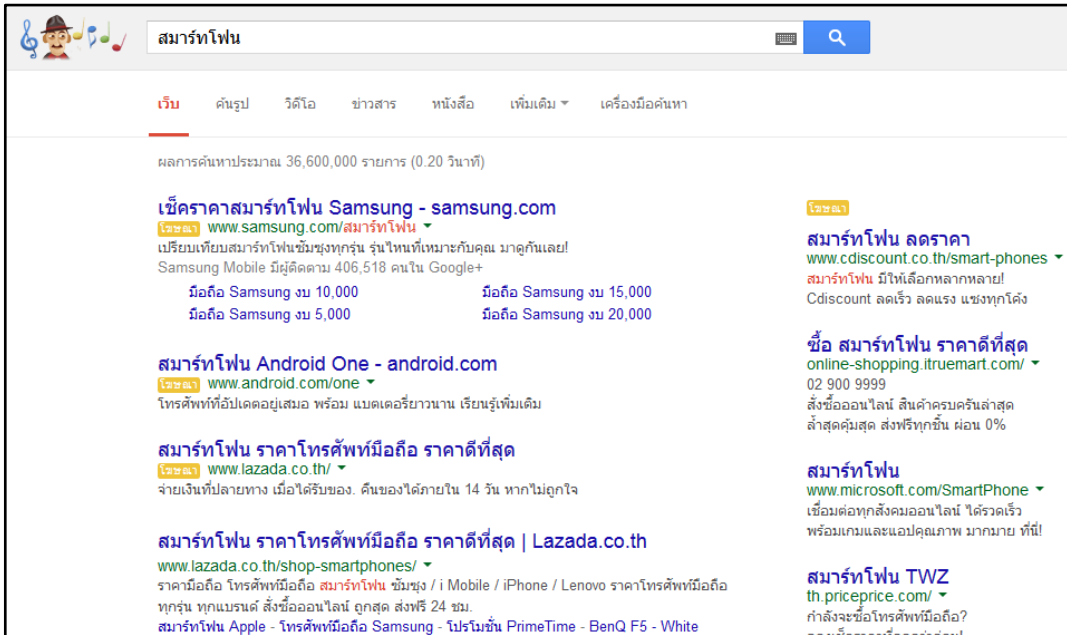 สมาร์ทโฟน
เว็บ ค้นรูป วิดีโอ ข่าวสาร หนังสือ เพิ่มเติม เครื่องมือค้นหา
ผลการค้นหาประมาณ 36,600,000 รายการ (0.20 วินาที)
เช็คราคาสมาร์ทโฟน Samsung - samsung.com
โฆษณา www.samsung.com/สมาร์ทโฟน
เปรียบเทียบสมาร์ทโฟนซัมซุงทุกรุ่น รุ่นไหนที่เหมาะกับคุณ มาดูกันเลย!
Samsung Mobile มีผู้ติดตาม 406,518 คนใน Google+
มือถือ Samsung งบ 10,000 มือถือ Samsung งบ 15,000
มือถือ Samsung งบ 5,000 มือถือ Samsung งบ 20,000
สมาร์ทโฟน Android One - android.com
โฆษณา www.android.com/one
โทรศัพท์ที่อัปเดตอยู่เสมอ พร้อม แบตเตอรี่ยาวนาน เรียนรู้เพิ่มเติม
สมาร์ทโฟน ราคาโทรศัพท์มือถือ ราคาดีที่สุด
โฆษณา www.lazada.co.th/
จ่ายเงินที่ปลายทาง เมื่อได้รับของ. คืนของได้ภายใน 14 วัน หากไม่ถูกใจ
สมาร์ทโฟน ราคาโทรศัพท์มือถือ ราคาดีที่สุด | Lazada.co.th
www.lazada.co.th/shop-smartphones/
ราคามือถือ โทรศัพท์มือถือ สมาร์ทโฟน ซัมซุง / i Mobile / iPhone / Lenovo ราคาโทรศัพท์มือถือ
ทุกรุ่น ทุกแบรนด์ สั่งซื้อออนไลน์ ถูกสุด ส่งฟรี 24 ชม.
สมาร์ทโฟน Apple - โทรศัพท์มือถือ Samsung - โปรโมชั่น PrimeTime - BenQ F5 - White
โฆษณา
สมาร์ทโฟน ลดราคา
www.cdiscount.co.th/smart-phones
สมาร์ทโฟน มีให้เลือกหลากหลาย!
Cdiscount ลดเร็ว ลดแรง แซงทุกโค้ง
ซื้อ สมาร์ทโฟน ราคาดีที่สุด
online-shopping.itruemart.com/
02 900 9999
สั่งซื้อออนไลน์ สินค้าครบครันล่าสุด
ล้ำสุดคุ้มสุด ส่งฟรีทุกชิ้น ผ่อน 0%
สมาร์ทโฟน
www.microsoft.com/SmartPhone
เชื่อมต่อทุกสังคมออนไลน์ ได้รวดเร็ว
พร้อมเกมและแอปคุณภาพ มากมาย ที่นี่!
สมาร์ทโฟน TWZ
th.priceprice.com/
กำลังจะซื้อโทรศัพท์มือถือ?